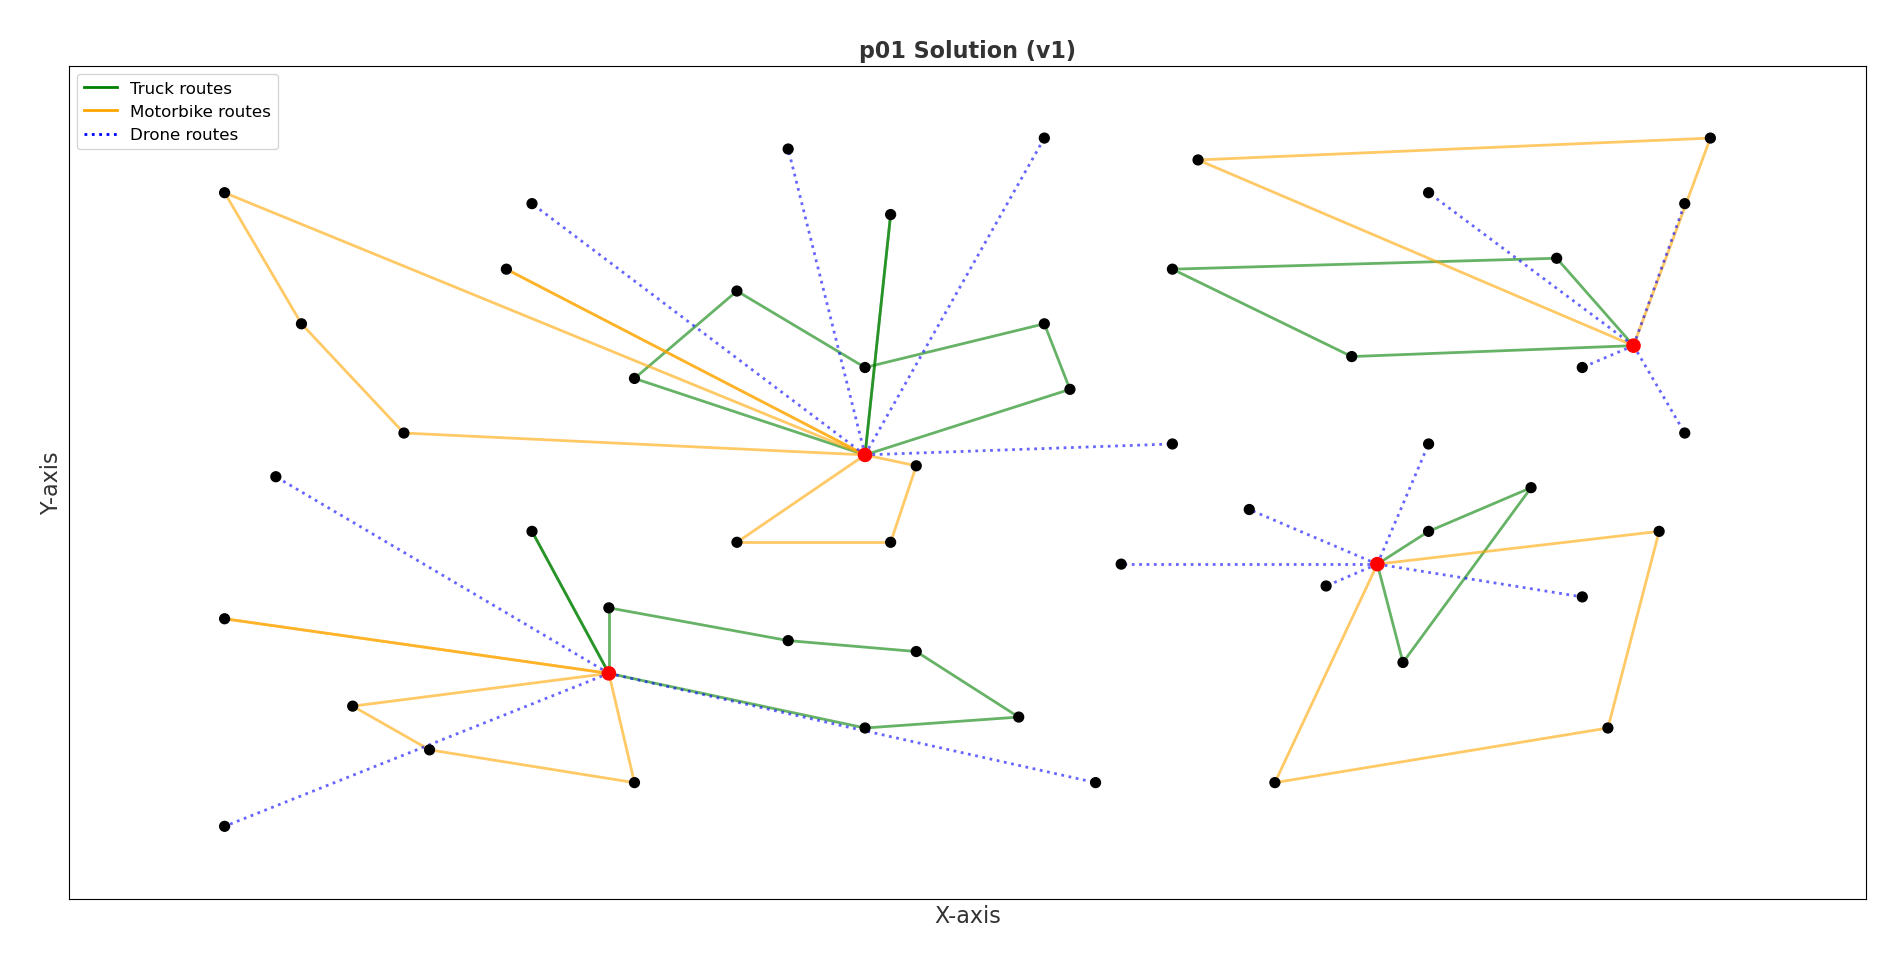 p01 Solution (v1)
Truck routes
Motorbike routes
Drone routes
Y-axis
X-axis